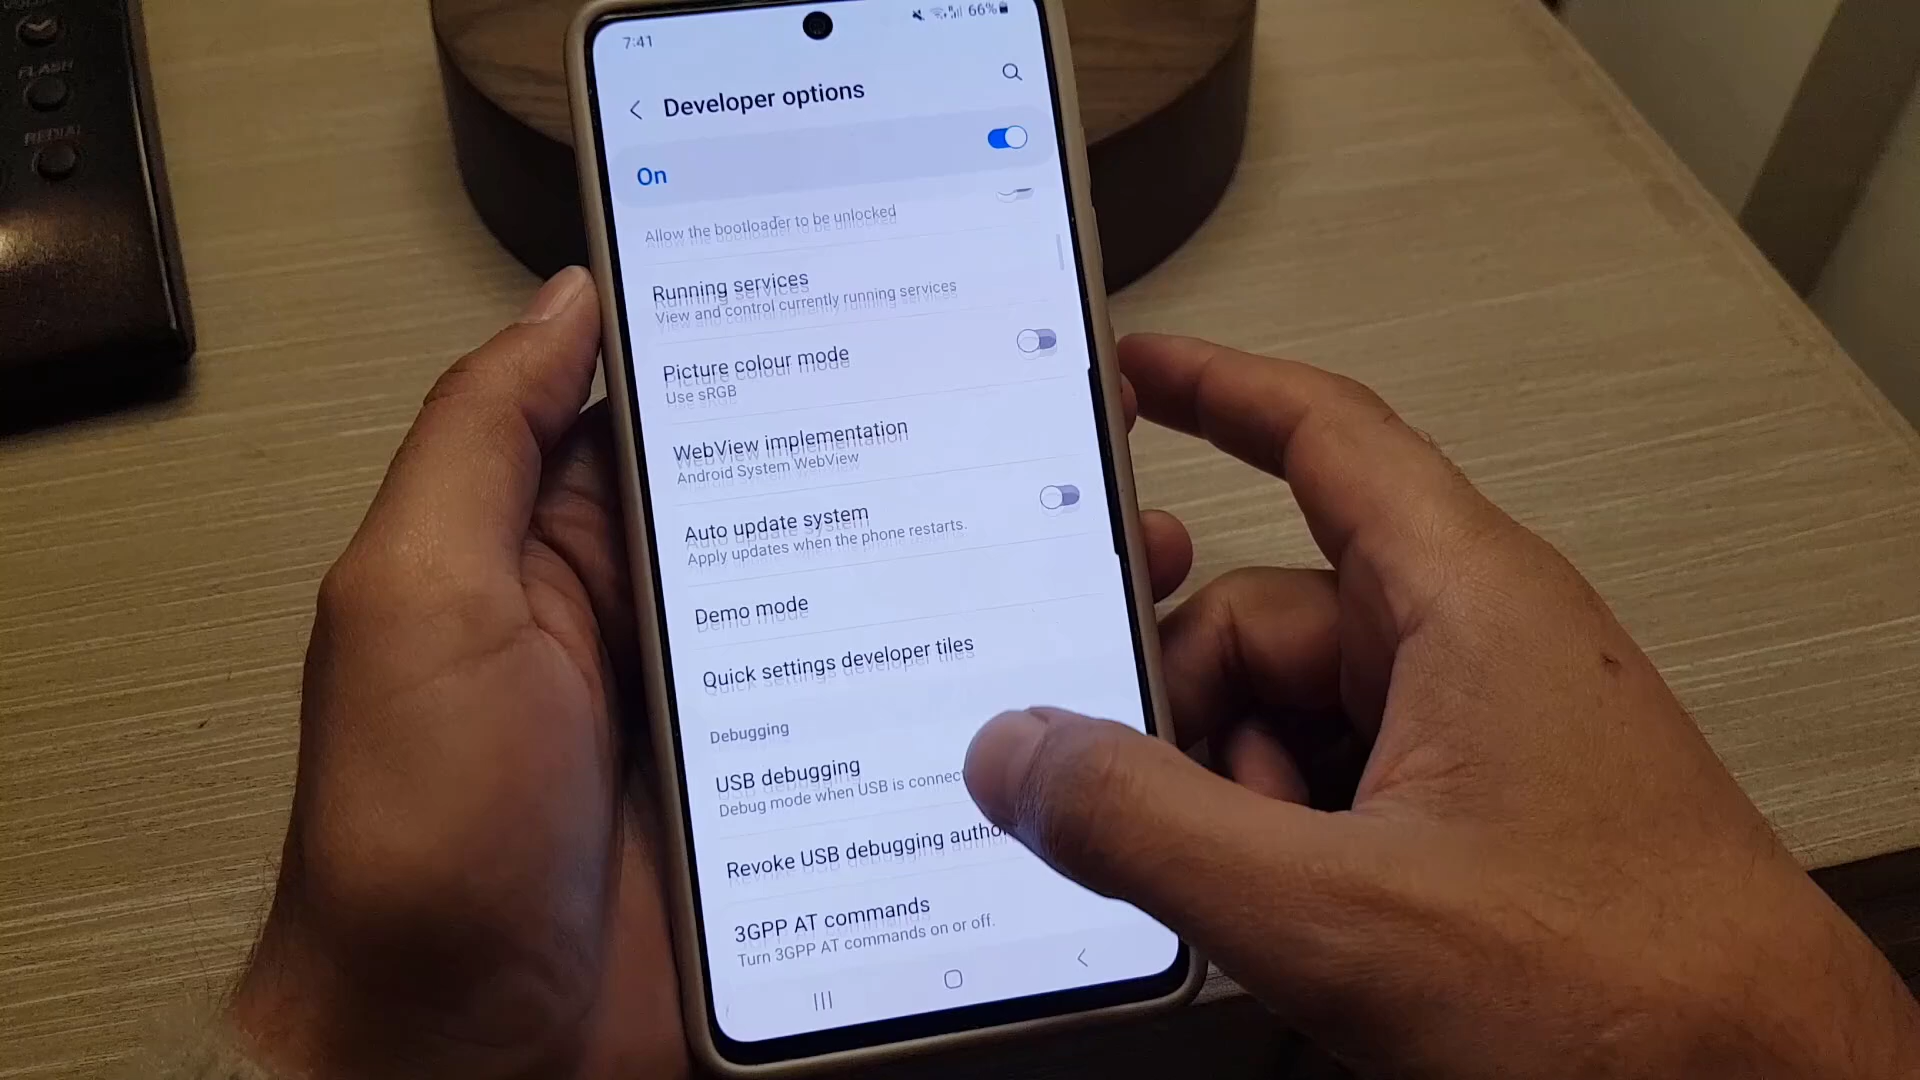 FLASH
REDIAL
7:41
66%
Developer options
On
Allow the bootloader to be unlocked
Running services
View and control currently running services
Picture colour mode
Use sRGB
WebView implementation
Android System WebView
Auto update system
Apply updates when the phone restarts.
Demo mode
Quick settings developer tiles
Debugging
USB debugging
Debug mode when USB is
Revoke USB debugging
3GPP AT commands
Turn 3GPP AT commands on or off.